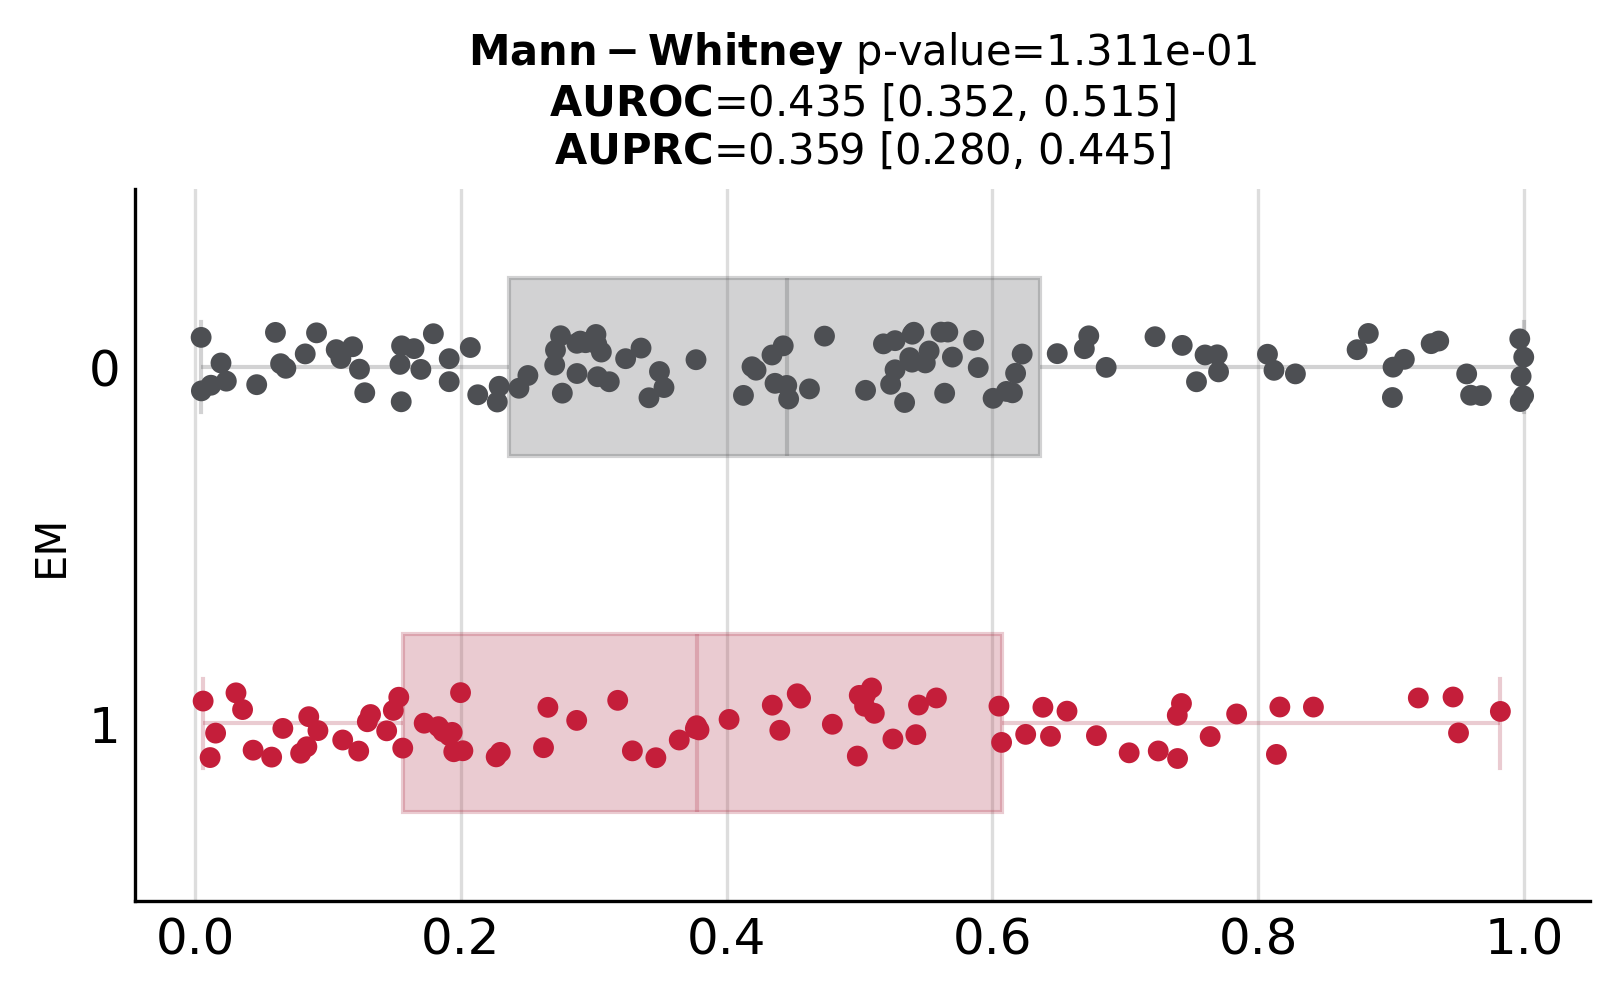 Mann − Whitney p-value=1.311e-01
AUROC=0.435 [0.352, 0.515]
AUPRC=0.359 [0.280, 0.445]
0
EM
1
0.0 0.2 0.4 0.6 0.8 1.0